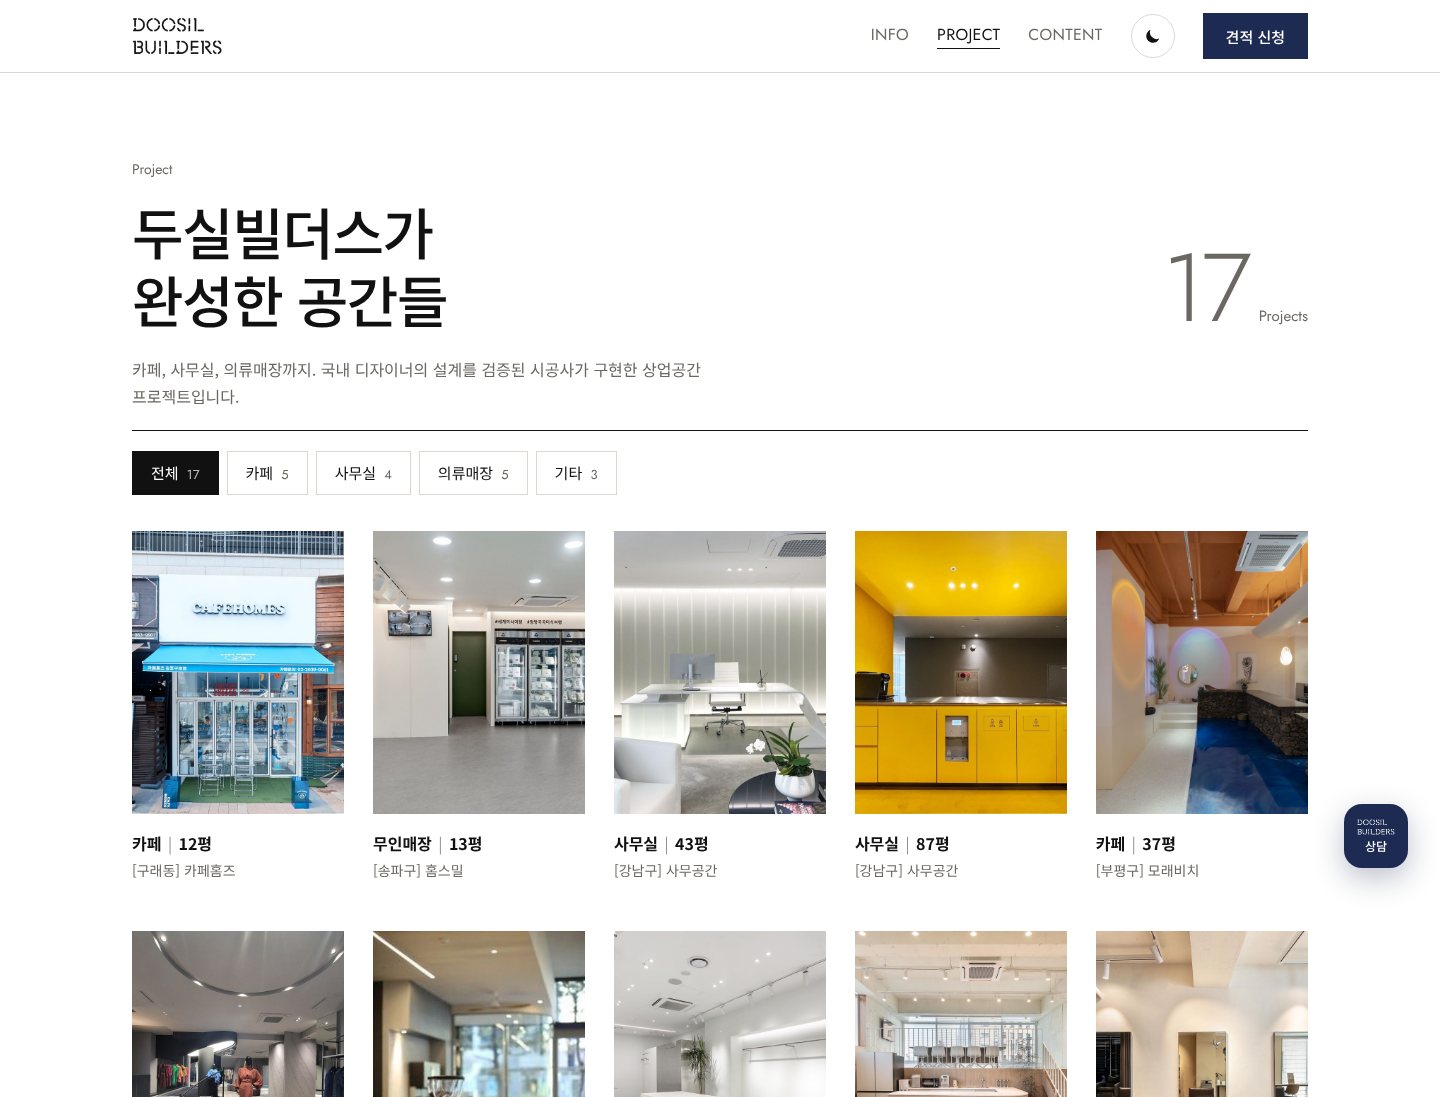 DOOSIL
BUILDERS
INFO
PROJECT
CONTENT
견적 신청
Project
두실빌더스가
완성한 공간들
17 Projects
카페, 사무실, 의류매장까지. 국내 디자이너의 설계를 검증된 시공사가 구현한 상업공간
프로젝트입니다.
전체 17
카페 5
사무실 4
의류매장 5
기타 3
CAFEHOMES
카페 | 12평
[구래동] 카페홈즈
무인매장 | 13평
[송파구] 홈스밀
사무실 | 43평
[강남구] 사무공간
사무실 | 87평
[강남구] 사무공간
카페 | 37평
[부평구] 모래비치
DOOSIL
BUILDERS
상담